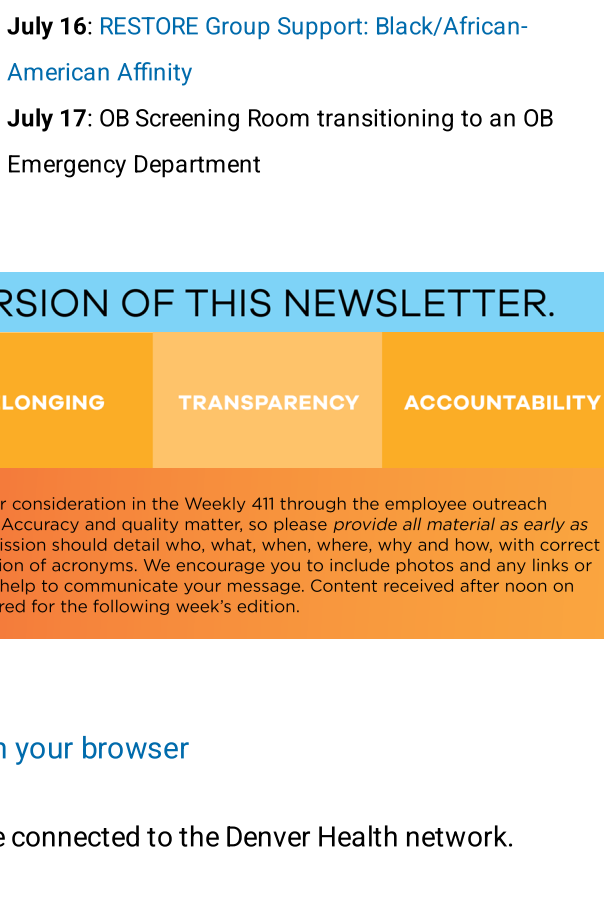 July 16: RESTORE Group Support: Black/African-
American Affinity
July 17: OB Screening Room transitioning to an OB
Emergency Department
RSION OF THIS NEWSLETTER.
LONGING
TRANSPARENCY
ACCOUNTABILITY
r consideration in the Weekly 411 through the employee outreach
Accuracy and quality matter, so please provide all material as early as
ission should detail who, what, when, where, why and how, with correct
ion of acronyms. We encourage you to include photos and any links or
help to communicate your message. Content received after noon on
red for the following week's edition.
n your browser
e connected to the Denver Health network.